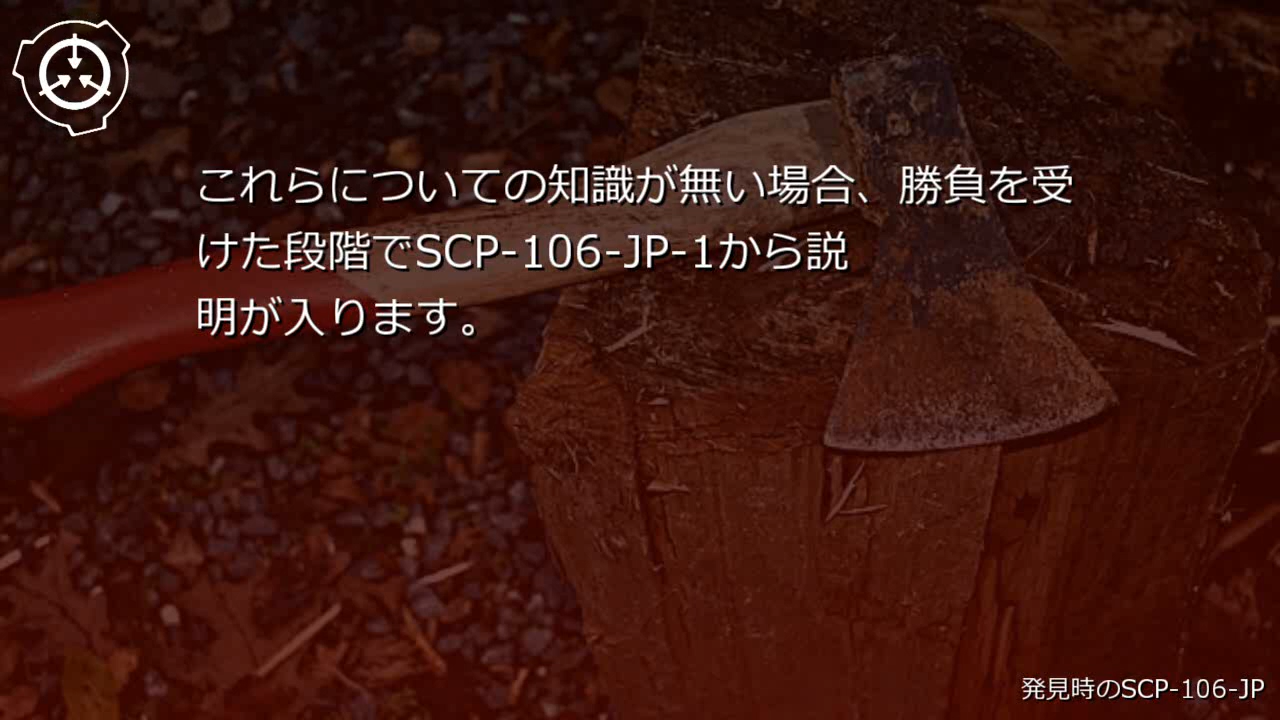 これらについての知識が無い場合、勝負を受
けた段階でSCP-106-JP-1から説
明が入ります。
発見時のSCP-106-JP